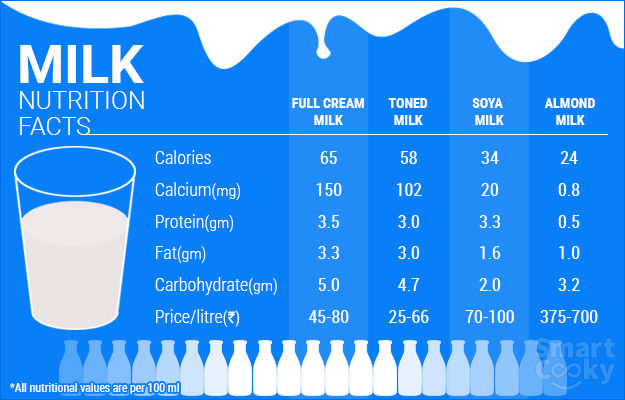 MILK
NUTRITION
FACTS
FULL CREAM MILK TONED MILK SOYA MILK ALMOND MILK
Calories 65 58 34 24
Calcium(mg) 150 102 20 0.8
Protein(gm) 3.5 3.0 3.3 0.5
Fat(gm) 3.3 3.0 1.6 1.0
Carbohydrate(gm) 5.0 4.7 2.0 3.2
Price/litre(₹) 45-80 25-66 70-100 375-700
*All nutritional values are per 100 ml
Smart
Cooky